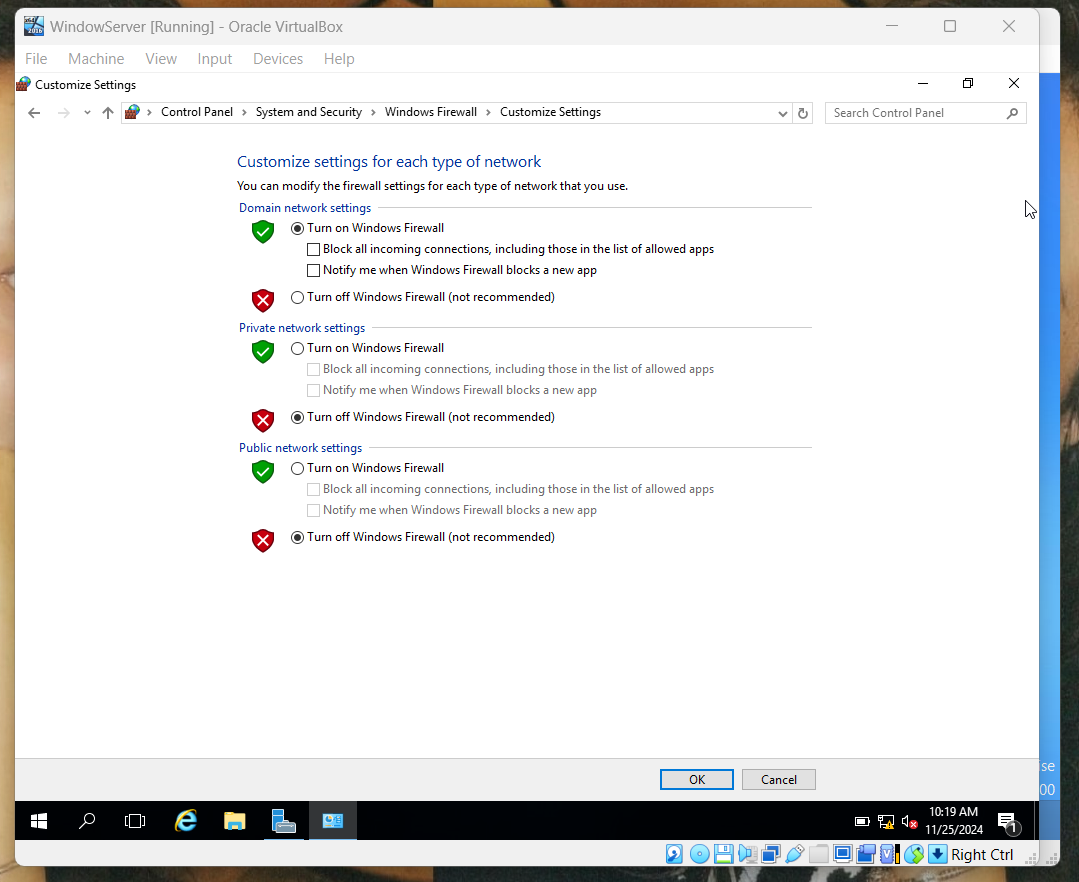 WindowServer [Running] - Oracle VirtualBox
File Machine View Input Devices Help
Customize Settings
Control Panel > System and Security > Windows Firewall > Customize Settings
Search Control Panel
Customize settings for each type of network
You can modify the firewall settings for each type of network that you use.
Domain network settings
Turn on Windows Firewall
Block all incoming connections, including those in the list of allowed apps
Notify me when Windows Firewall blocks a new app
Turn off Windows Firewall (not recommended)
Private network settings
Turn on Windows Firewall
Block all incoming connections, including those in the list of allowed apps
Notify me when Windows Firewall blocks a new app
Turn off Windows Firewall (not recommended)
Public network settings
Turn on Windows Firewall
Block all incoming connections, including those in the list of allowed apps
Notify me when Windows Firewall blocks a new app
Turn off Windows Firewall (not recommended)
se
00
OK Cancel
10:19 AM
11/25/2024
1
Right Ctrl